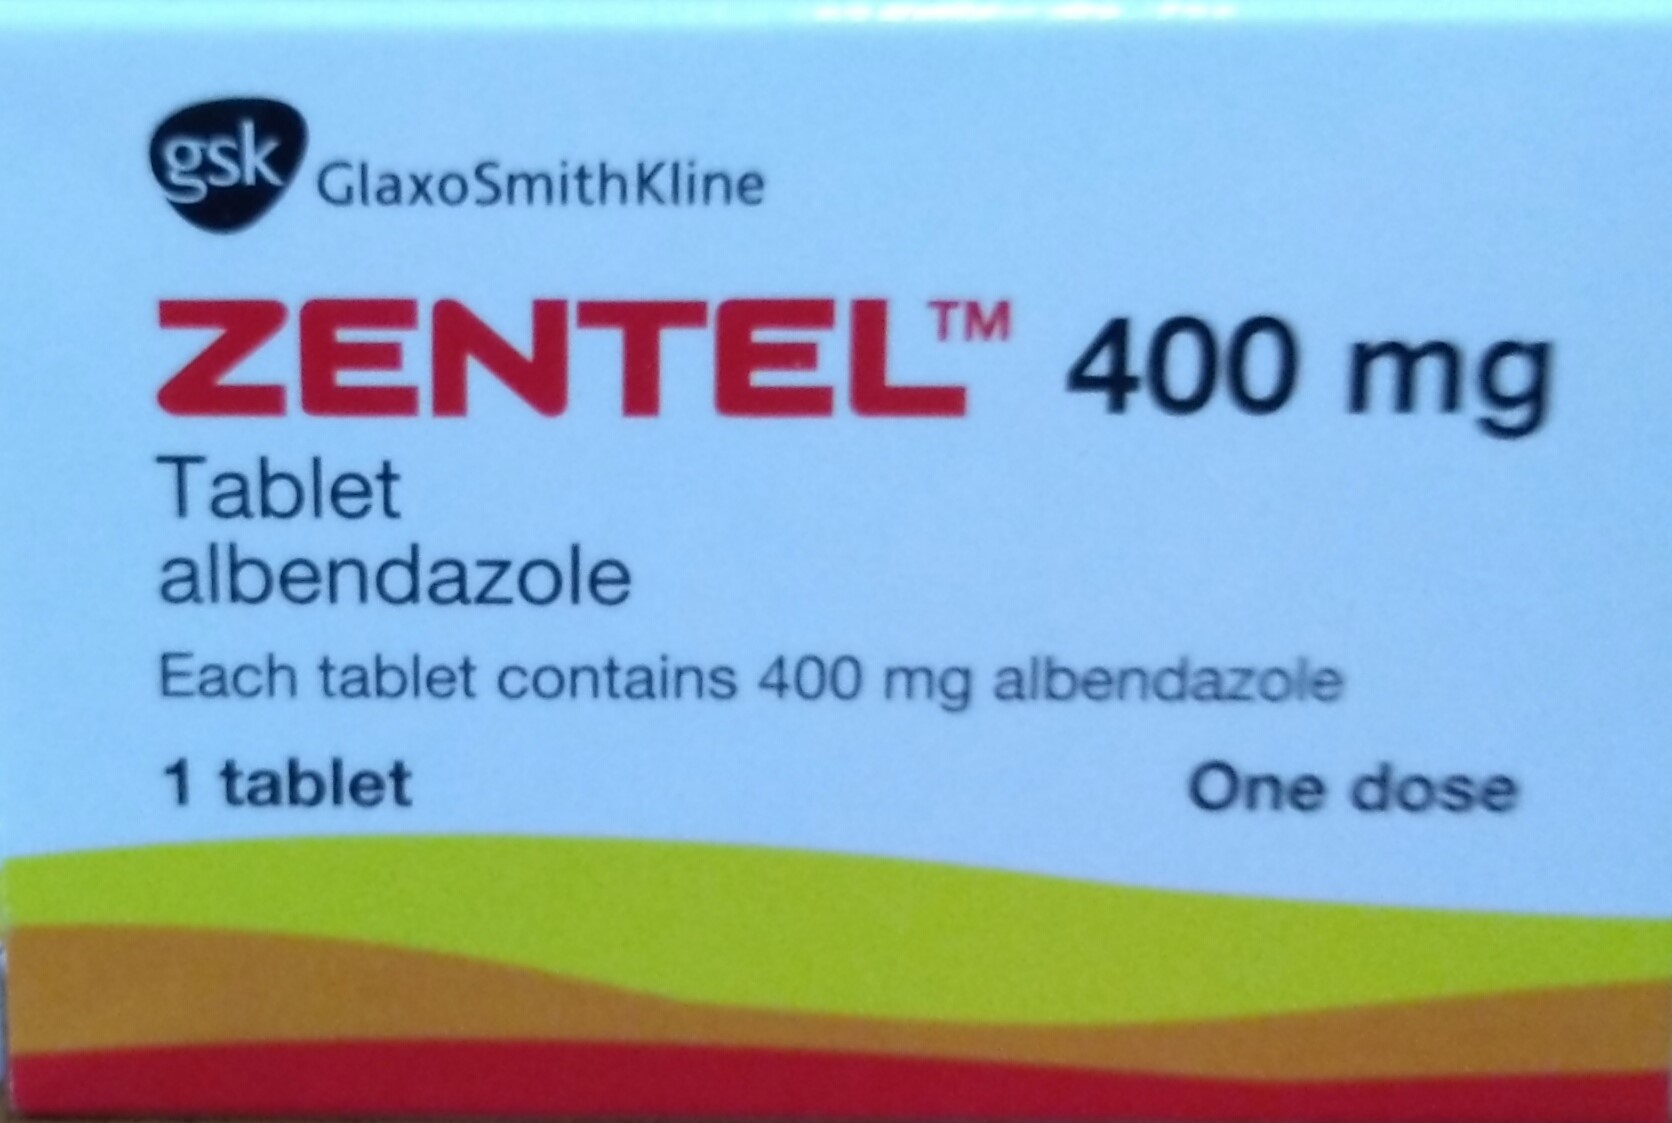 gsk GlaxoSmithKline
ZENTEL™ 400 mg
Tablet
albendazole
Each tablet contains 400 mg albendazole
1 tablet One dose